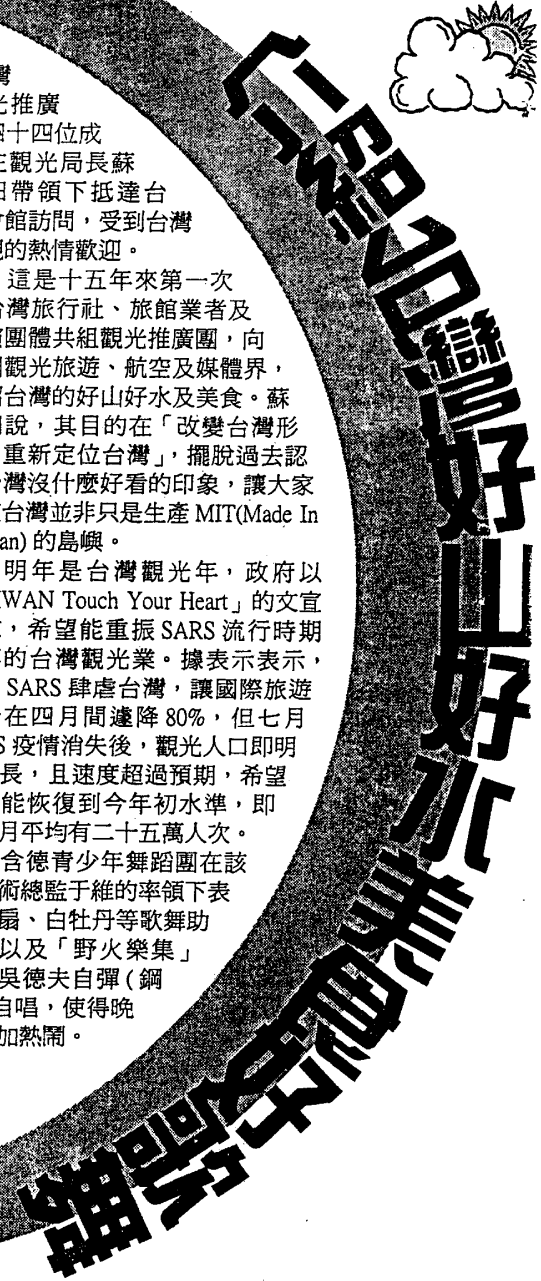 灣
光推廣
四十四位成
在觀光局長蘇
田帶領下抵達台
會館訪問，受到台灣
的熱情歡迎。
這是十五年來第一次
台灣旅行社、旅館業者及
團體共組觀光推廣團，向
觀光旅遊、航空及媒體界，
紹台灣的好山好水及美食。蘇
田說，其目的在「改變台灣形
重新定位台灣」，擺脫過去認
台灣沒什麼好看的印象，讓大家
台灣並非只是生產 MIT(Made In
an) 的島嶼。
明年是台灣觀光年，政府以
IWAN Touch Your Heart」的文宣
，希望能重振 SARS 流行時期
的台灣觀光業。據表示表示，
SARS 肆虐台灣，讓國際旅遊
在四月間遽降 80%，但七月
S 疫情消失後，觀光人口即明
長，且速度超過預期，希望
能恢復到今年初水準，即
月平均有二十五萬人次。
含德青少年舞蹈團在該
術總監于維的率領下表
扇、白牡丹等歌舞助
以及「野火樂集」
吳德夫自彈 ( 鋼
自唱，使得晚
加熱鬧。
行銷台灣好山好水美食好歌舞